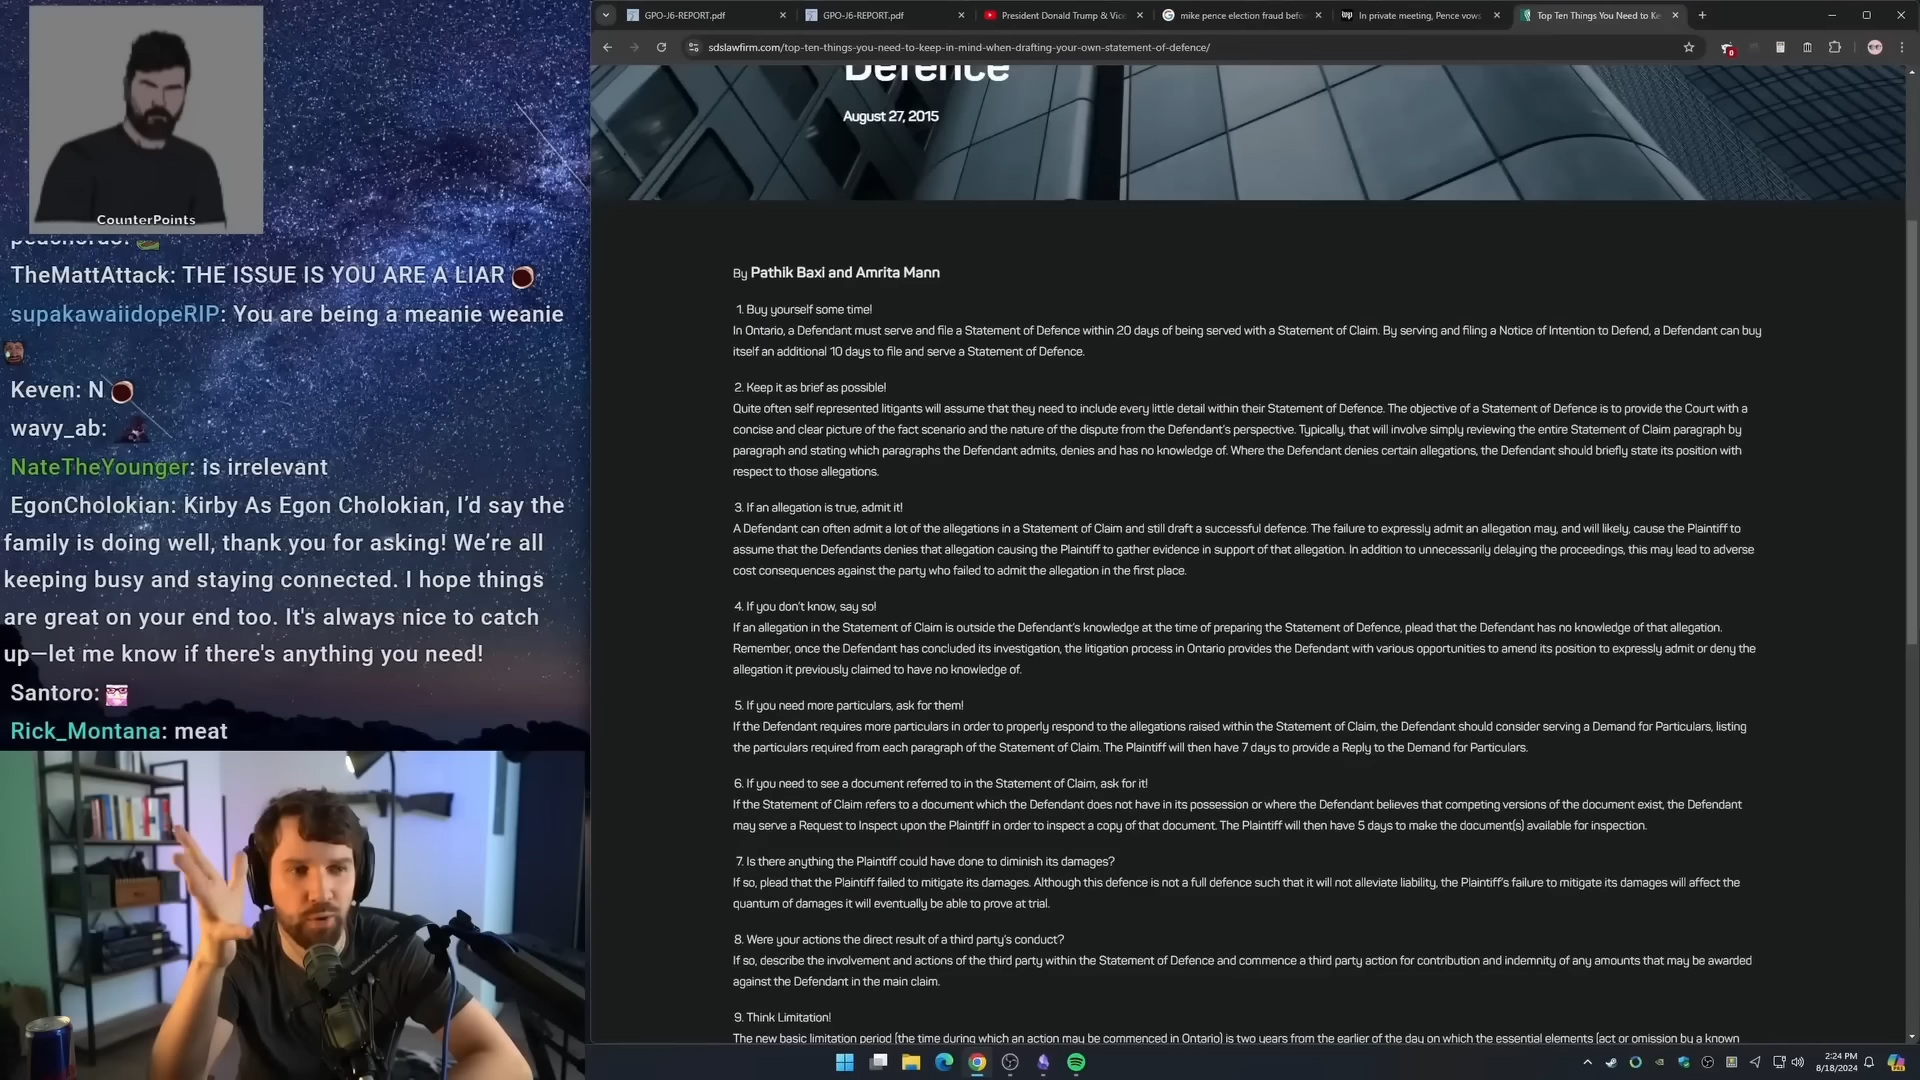 CounterPoints
TheMattAttack: THE ISSUE IS YOU ARE A LIAR
supakawaiidopeRIP: You are being a meanie weanie
Keven: N
wavy_ab:
NateTheYounger: is irrelevant
EgonCholokian: Kirby As Egon Cholokian, I’d say the
family is doing well, thank you for asking! We’re all
keeping busy and staying connected. I hope things
are great on your end too. It's always nice to catch
up—let me know if there's anything you need!
Santoro:
Rick_Montana: meat
GPO-J6-REPORT.pdf
GPO-J6-REPORT.pdf
President Donald Trump & Vice
mike pence election fraud befo
In private meeting, Pence vows
Top Ten Things You Need to Ke
sdslawfirm.com/top-ten-things-you-need-to-keep-in-mind-when-drafting-your-own-statement-of-defence/
Defence
August 27, 2015
By Pathik Baxi and Amrita Mann
1. Buy yourself some time!
In Ontario, a Defendant must serve and file a Statement of Defence within 20 days of being served with a Statement of Claim. By serving and filing a Notice of Intention to Defend, a Defendant can buy
itself an additional 10 days to file and serve a Statement of Defence.
2. Keep it as brief as possible!
Quite often self represented litigants will assume that they need to include every little detail within their Statement of Defence. The objective of a Statement of Defence is to provide the Court with a
concise and clear picture of the fact scenario and the nature of the dispute from the Defendant’s perspective. Typically, that will involve simply reviewing the entire Statement of Claim paragraph by
paragraph and stating which paragraphs the Defendant admits, denies and has no knowledge of. Where the Defendant denies certain allegations, the Defendant should briefly state its position with
respect to those allegations.
3. If an allegation is true, admit it!
A Defendant can often admit a lot of the allegations in a Statement of Claim and still draft a successful defence. The failure to expressly admit an allegation may, and will likely, cause the Plaintiff to
assume that the Defendants denies that allegation causing the Plaintiff to gather evidence in support of that allegation. In addition to unnecessarily delaying the proceedings, this may lead to adverse
cost consequences against the party who failed to admit the allegation in the first place.
4. If you don’t know, say so!
If an allegation in the Statement of Claim is outside the Defendant’s knowledge at the time of preparing the Statement of Defence, plead that the Defendant has no knowledge of that allegation.
Remember, once the Defendant has concluded its investigation, the litigation process in Ontario provides the Defendant with various opportunities to amend its position to expressly admit or deny the
allegation it previously claimed to have no knowledge of.
5. If you need more particulars, ask for them!
If the Defendant requires more particulars in order to properly respond to the allegations raised within the Statement of Claim, the Defendant should consider serving a Demand for Particulars, listing
the particulars required from each paragraph of the Statement of Claim. The Plaintiff will then have 7 days to provide a Reply to the Demand for Particulars.
6. If you need to see a document referred to in the Statement of Claim, ask for it!
If the Statement of Claim refers to a document which the Defendant does not have in its possession or where the Defendant believes that competing versions of the document exist, the Defendant
may serve a Request to Inspect upon the Plaintiff in order to inspect a copy of that document. The Plaintiff will then have 5 days to make the document(s) available for inspection.
7. Is there anything the Plaintiff could have done to diminish its damages?
If so, plead that the Plaintiff failed to mitigate its damages. Although this defence is not a full defence such that it will not alleviate liability, the Plaintiff’s failure to mitigate its damages will affect the
quantum of damages it will eventually be able to prove at trial.
8. Were your actions the direct result of a third party’s conduct?
If so, describe the involvement and actions of the third party within the Statement of Defence and commence a third party action for contribution and indemnity of any amounts that may be awarded
against the Defendant in the main claim.
9. Think Limitation!
The new basic limitation period (the time during which an action may be commenced in Ontario) is two years from the earlier of the day on which the essential elements (act or omission by a known
2:24 PM
8/18/2024